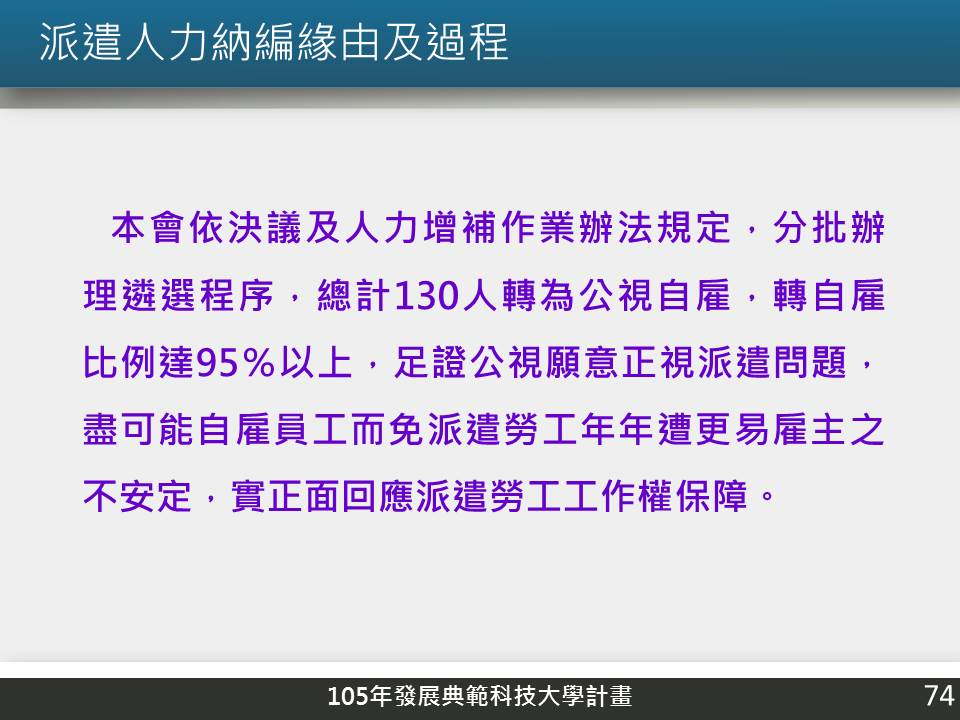 派遣人力納編緣由及過程
本會依決議及人力增補作業辦法規定，分批辦
理遴選程序，總計130人轉為公視自雇，轉自雇
比例達95％以上，足證公視願意正視派遣問題，
盡可能自雇員工而免派遣勞工年年遭更易雇主之
不安定，實正面回應派遣勞工工作權保障。
105年發展典範科技大學計畫
74